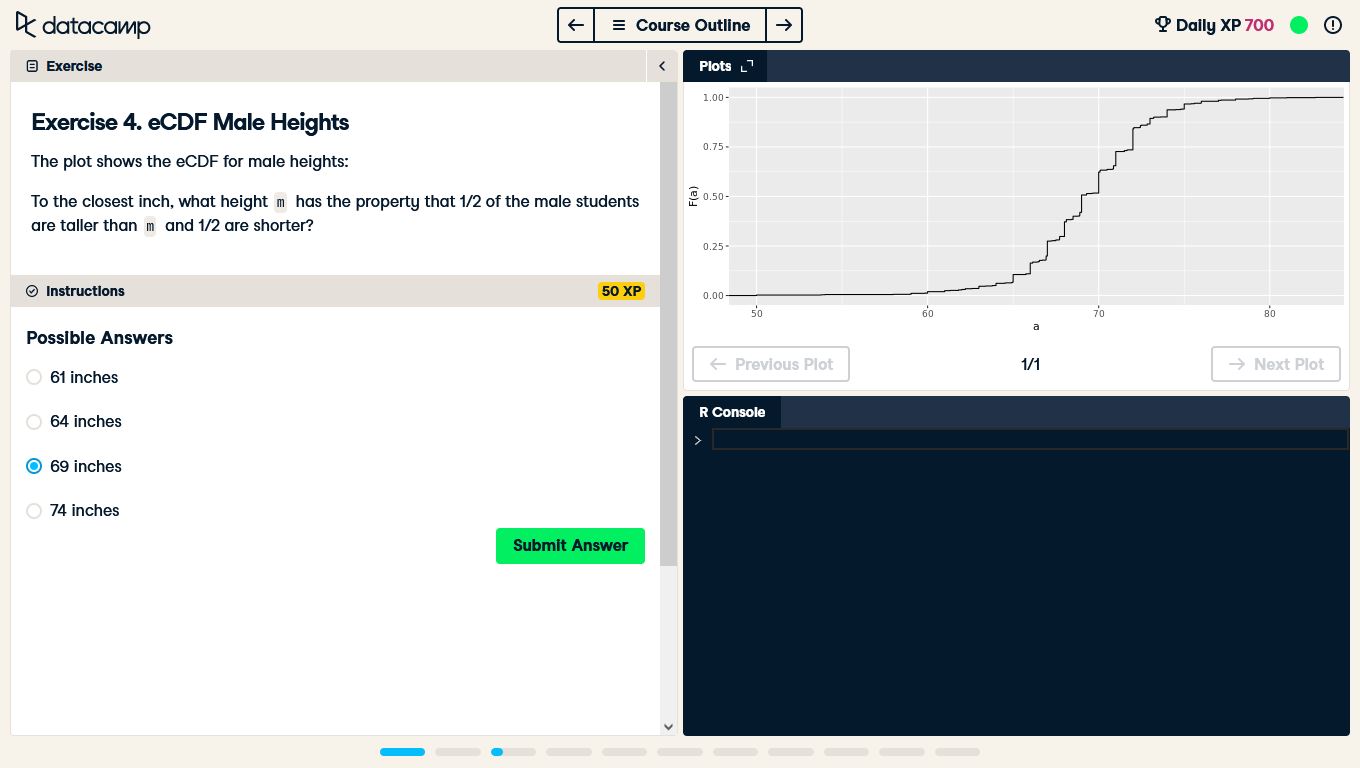 datacamp
Course Outline
Daily XP 700
Exercise
Exercise 4. eCDF Male Heights
The plot shows the eCDF for male heights:
To the closest inch, what height m has the property that 1/2 of the male students
are taller than m and 1/2 are shorter?
Instructions
50 XP
Possible Answers
61 inches
64 inches
69 inches
74 inches
Submit Answer
Plots
1.00
0.75
0.50
0.25
0.00
F(a)
50
60
70
80
a
Previous Plot
1/1
Next Plot
R Console
>